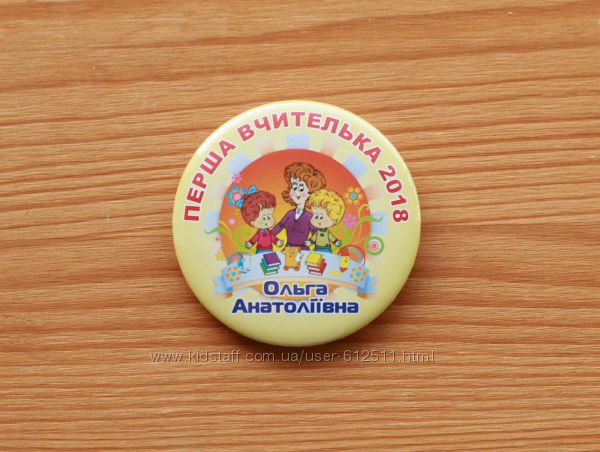 ПЕРША ВЧИТЕЛЬКА 2018
Ольга
Анатоліївна
www.kidstaff.com.ua/user-612511.html